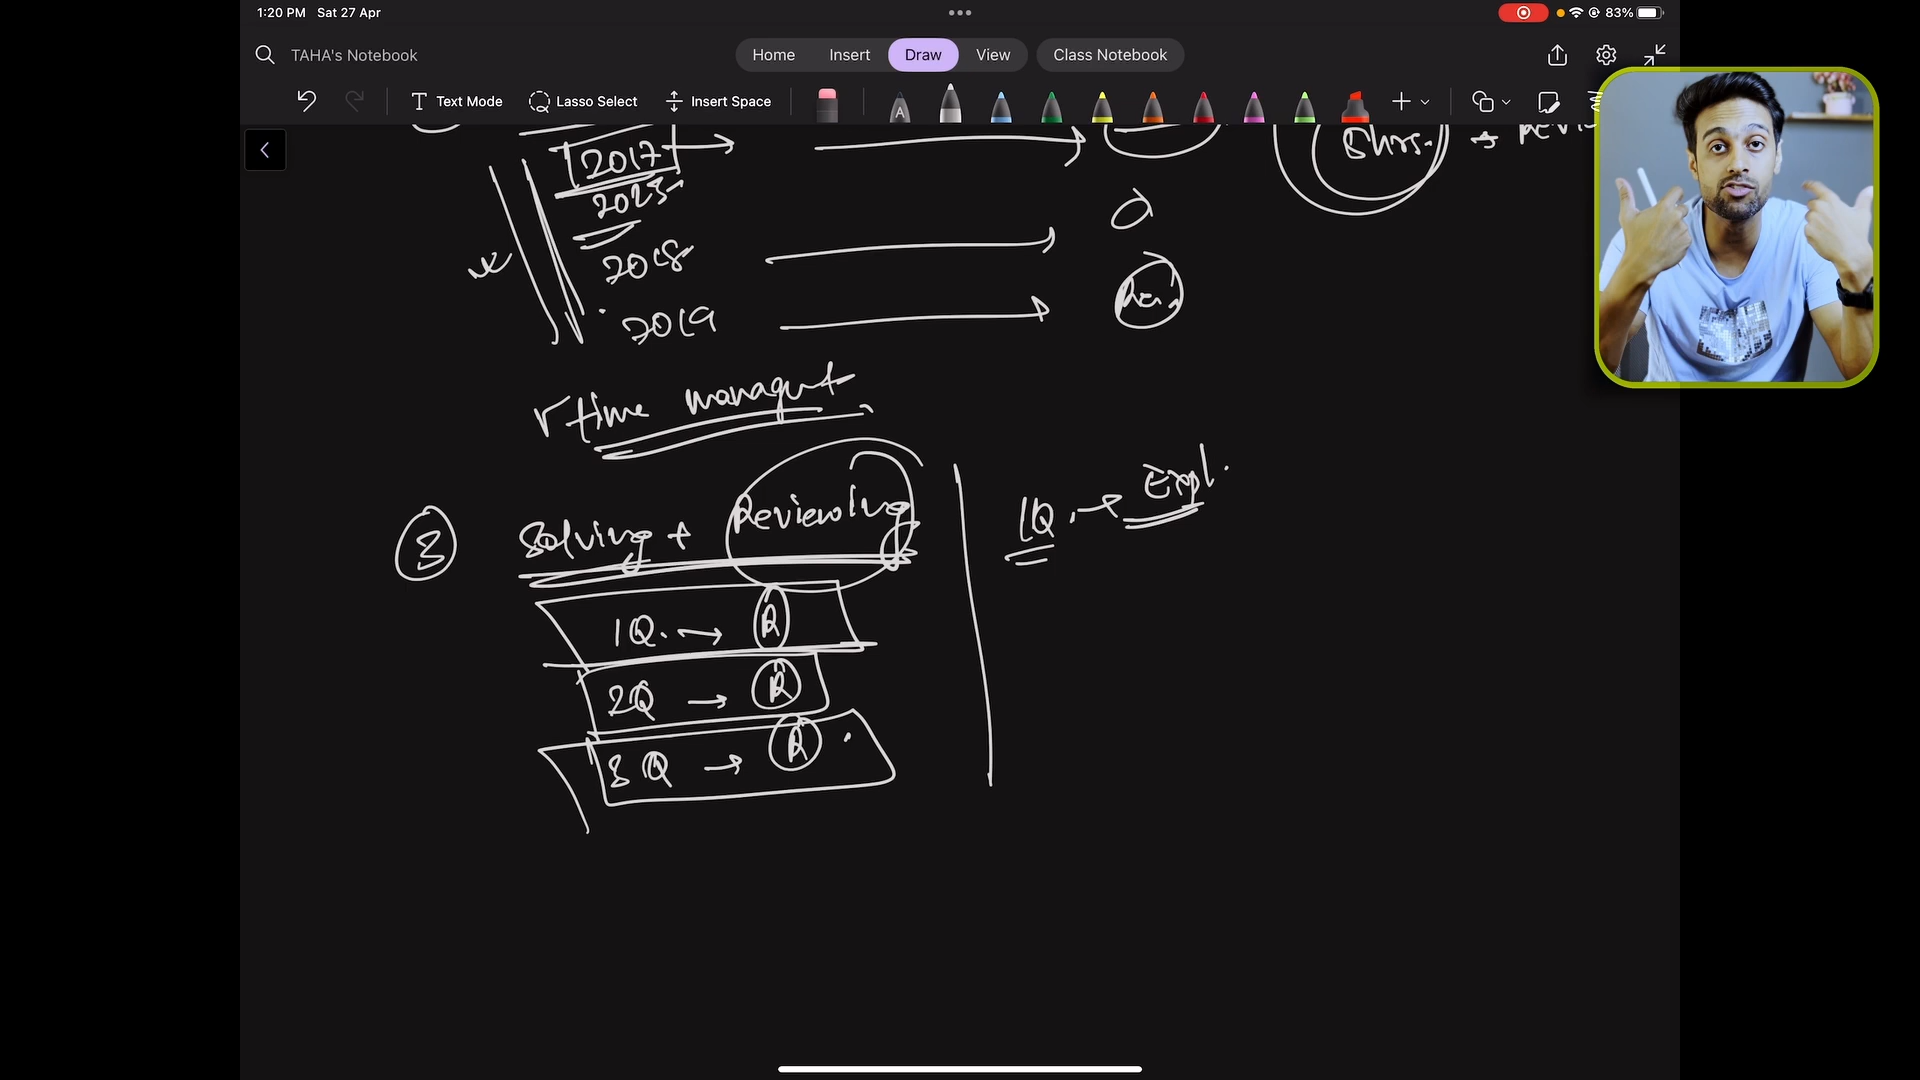 1:20 PM Sat 27 Apr
83%
TAHA's Notebook
Home Insert Draw View Class Notebook
Text Mode Lasso Select Insert Space
A
2017
5hrs. →
2023
2018
2019
time
3 Solving + Reviewing
1Q. → Expl.
1Q. → R
2Q → R
3Q → R